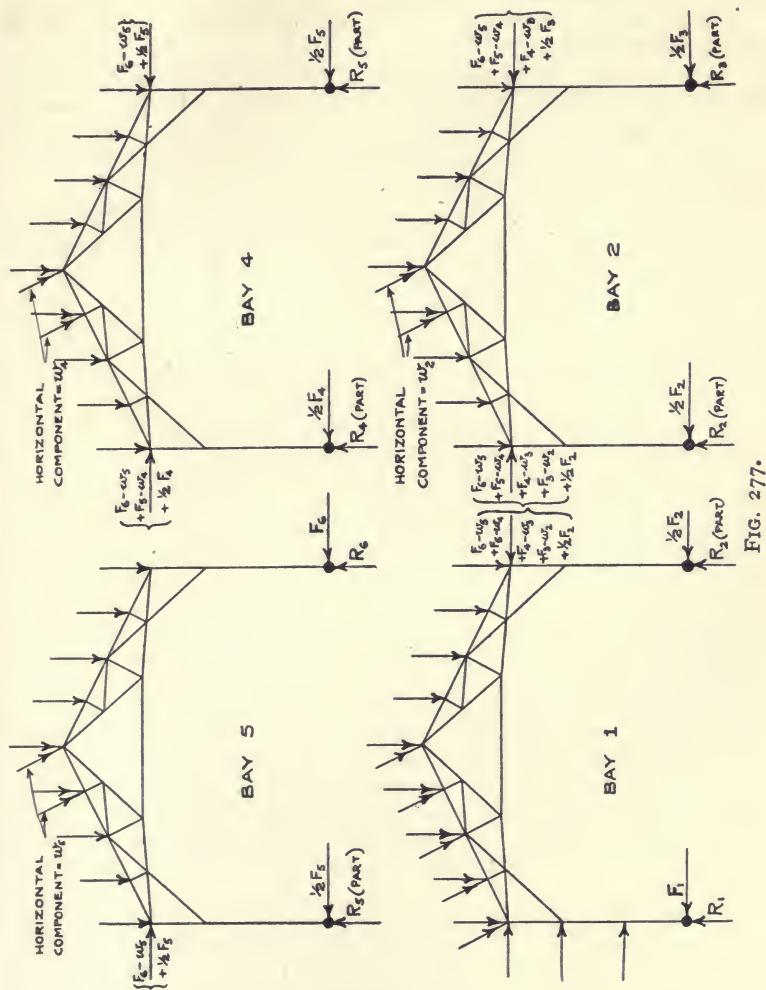 HORIZONTAL
COMPONENT = w5
F6-w5
+½F5
BAY 5
½F5
R5 (PART)
F6
R6
HORIZONTAL
COMPONENT = w4
F6-w5
+F5-w4
+½F4
F6-w5
+½F5
BAY 4
½F4
R4 (PART)
½F5
R5 (PART)
BAY 1
F1
R1
F6-w5
+F5-w4
+F4-w3
+F3-w2
+½F2
½F2
R2 (PART)
HORIZONTAL
COMPONENT = w2
F6-w5
+F5-w4
+F4-w3
+F3-w2
+½F2
F6-w5
+F5-w4
+F4-w3
+½F3
BAY 2
½F2
R2 (PART)
½F3
R3 (PART)
FIG. 277.